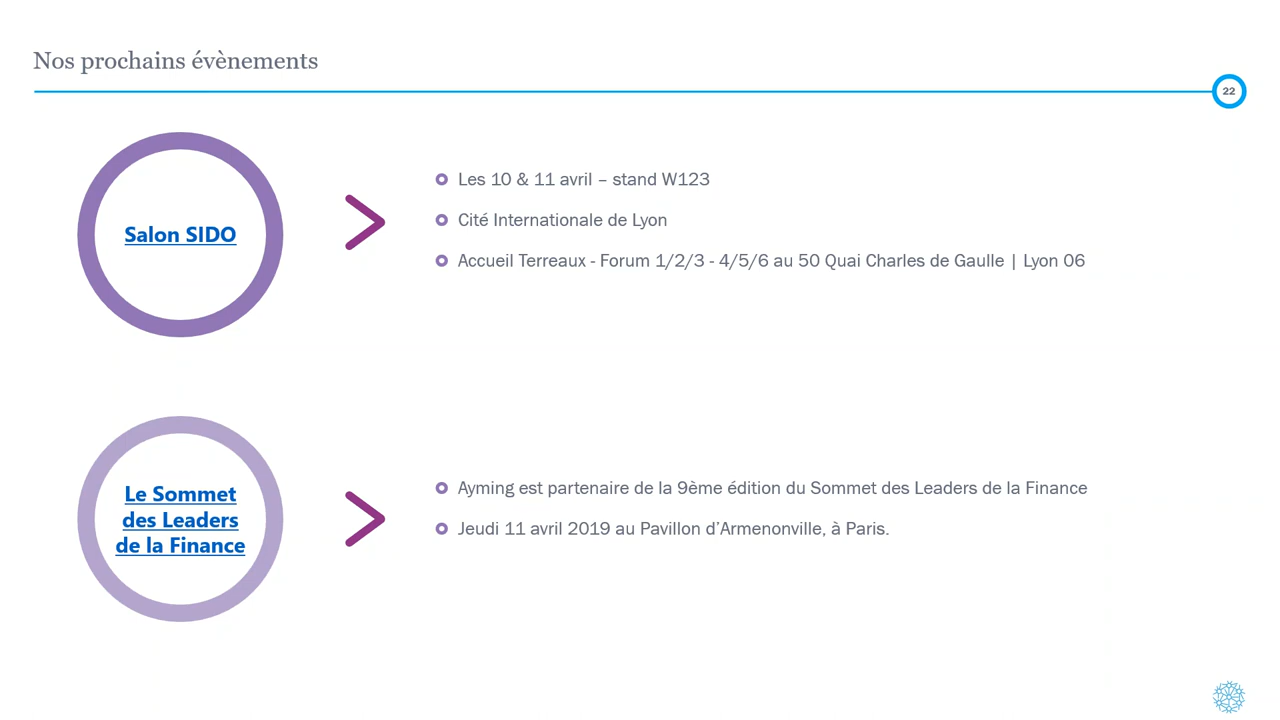 Nos prochains évènements
22
Salon SIDO
Les 10 & 11 avril – stand W123
Cité Internationale de Lyon
Accueil Terreaux - Forum 1/2/3 - 4/5/6 au 50 Quai Charles de Gaulle | Lyon 06
Le Sommet
des Leaders
de la Finance
Ayming est partenaire de la 9ème édition du Sommet des Leaders de la Finance
Jeudi 11 avril 2019 au Pavillon d’Armenonville, à Paris.